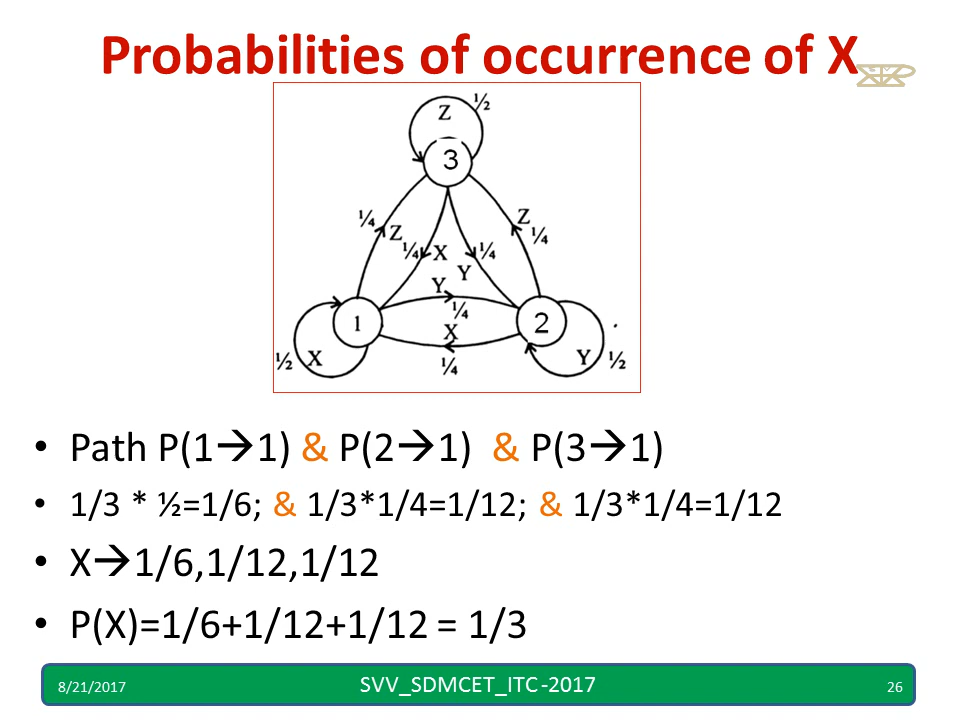 Probabilities of occurrence of X
Z ½
3
¼ Z ¼ X Y ¼ Z ¼
Y
¼
1 X 2
½ X ¼ Y ½
• Path P(1→1) & P(2→1) & P(3→1)
• 1/3 * ½=1/6; & 1/3*1/4=1/12; & 1/3*1/4=1/12
• X→1/6,1/12,1/12
• P(X)=1/6+1/12+1/12 = 1/3
8/21/2017 SVV_SDMCET_ITC-2017 26